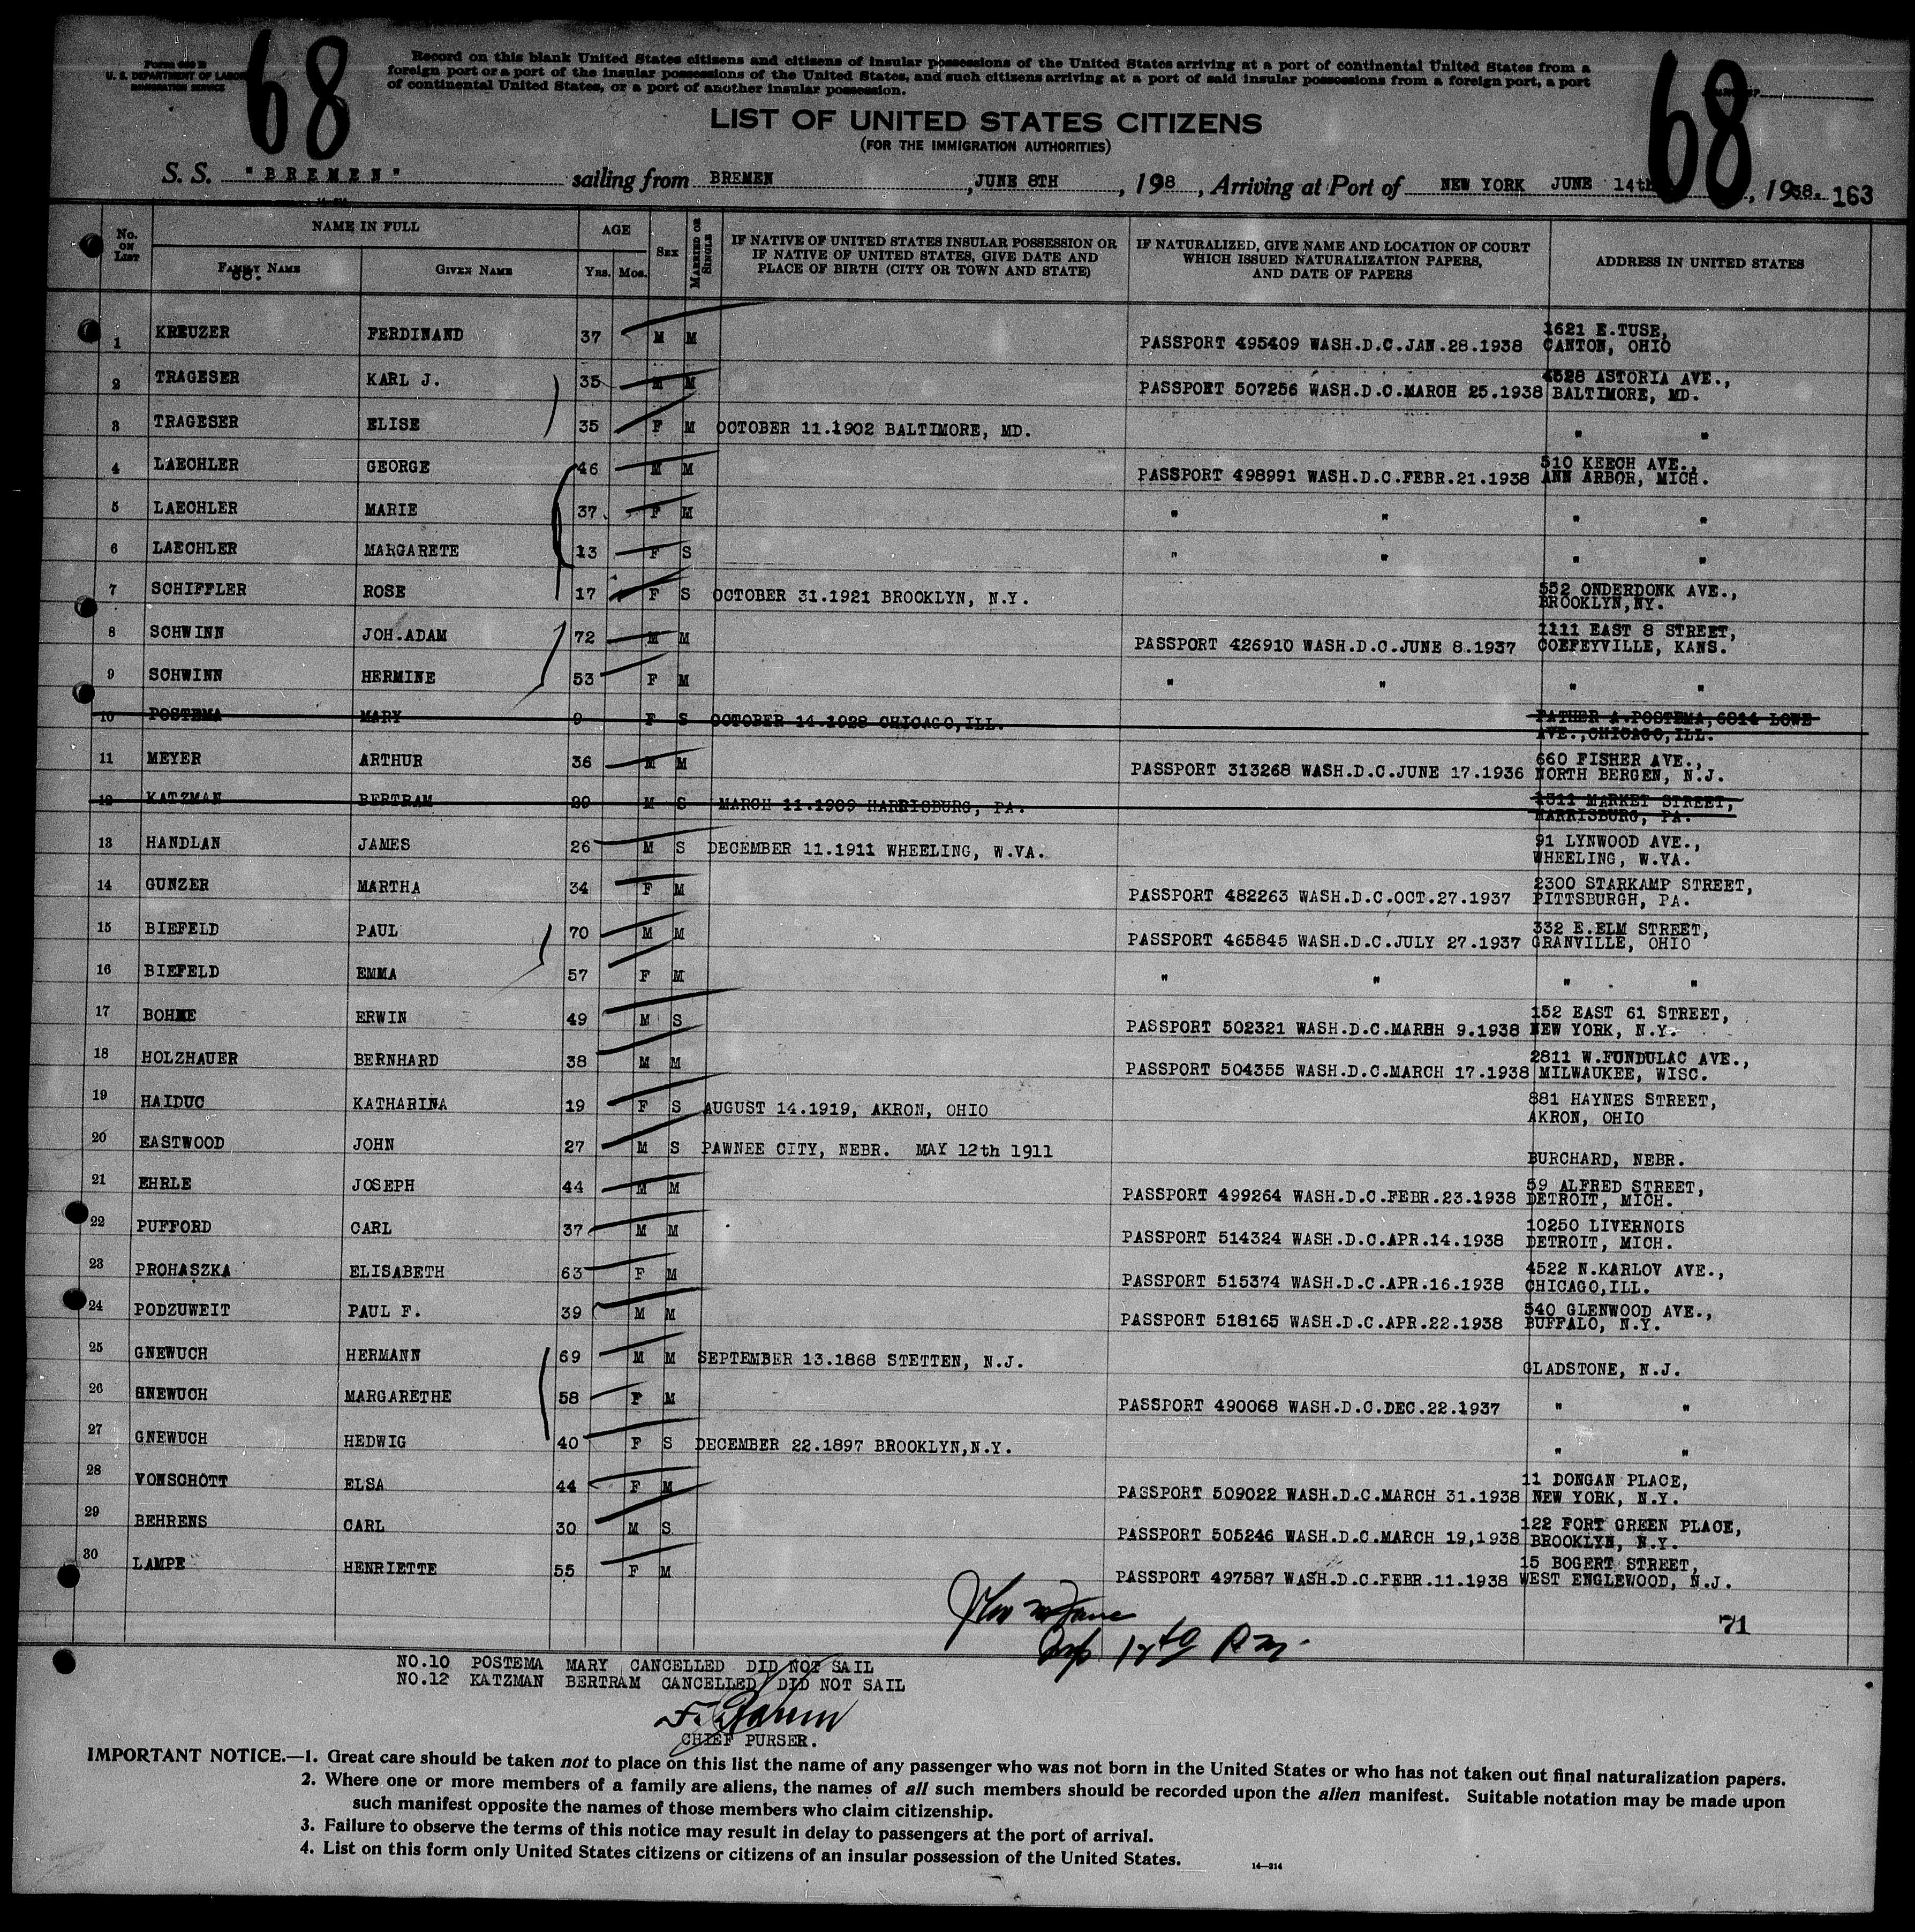 Form 630 B
U. S. DEPARTMENT OF LABOR
IMMIGRATION SERVICE
68
Record on this blank United States citizens and citizens of insular possessions of the United States arriving at a port of continental United States from a
foreign port or a port of the insular possessions of the United States, and such citizens arriving at a port of said insular possessions from a foreign port, a port
of continental United States, or a port of another insular possession.
68
LIST OF UNITED STATES CITIZENS
(FOR THE IMMIGRATION AUTHORITIES)
S. S. "BREMEN" sailing from BREMEN, JUNE 8TH, 198, Arriving at Port of NEW YORK JUNE 14th, 1938. 163
No. ON LIST NAME IN FULL AGE SEX MARRIED OR SINGLE IF NATIVE OF UNITED STATES INSULAR POSSESSION OR IF NATIVE OF UNITED STATES, GIVE DATE AND PLACE OF BIRTH (CITY OR TOWN AND STATE) IF NATURALIZED, GIVE NAME AND LOCATION OF COURT WHICH ISSUED NATURALIZATION PAPERS, AND DATE OF PAPERS ADDRESS IN UNITED STATES
FAMILY NAME GIVEN NAME YRS. MOS.
68.
1 KREUZER FERDINAND 37 M M PASSPORT 495409 WASH.D.C.JAN.28.1938 1621 E.TUSE, CANTON, OHIO
2 TRAGESER KARL J. 35 M M PASSPORT 507256 WASH.D.C.MARCH 25.1938 4528 ASTORIA AVE., BALTIMORE, MD.
3 TRAGESER ELISE 35 F M OCTOBER 11.1902 BALTIMORE, MD. " "
4 LAECHLER GEORGE 46 M M PASSPORT 498991 WASH.D.C.FEBR.21.1938 510 KEECH AVE., ANN ARBOR, MICH.
5 LAECHLER MARIE 37 F M " " " "
6 LAECHLER MARGARETE 13 F S " " " "
7 SCHIFFLER ROSE 17 F S OCTOBER 31.1921 BROOKLYN, N.Y. 552 ONDERDONK AVE., BROOKLYN,NY.
8 SCHWINN JOH.ADAM 72 M M PASSPORT 426910 WASH.D.C.JUNE 8.1937 1111 EAST 8 STREET, COEFEYVILLE, KANS.
9 SCHWINN HERMINE 53 F M " " " "
10 POSTEMA MARY 9 F S OCTOBER 14.1928 CHICAGO,ILL. FATHER A.POSTEMA,6814 LOWE AVE.,CHICAGO,ILL.
11 MEYER ARTHUR 36 M M PASSPORT 313268 WASH.D.C.JUNE 17.1936 660 FISHER AVE., NORTH BERGEN, N.J.
12 KATZMAN BERTRAM 29 M S MARCH 11.1909 HARRISBURG, PA. 1311 MARKET STREET, HARRISBURG, PA.
13 HANDLAN JAMES 26 M S DECEMBER 11.1911 WHEELING, W.VA. 91 LYNWOOD AVE., WHEELING, W.VA.
14 GUNZER MARTHA 34 F M PASSPORT 482263 WASH.D.C.OCT.27.1937 2300 STARKAMP STREET, PITTSBURGH, PA.
15 BIEFELD PAUL 70 M M PASSPORT 465845 WASH.D.C.JULY 27.1937 332 E.ELM STREET, GRANVILLE, OHIO
16 BIEFELD EMMA 57 F M " " " "
17 BOHME ERWIN 49 M S PASSPORT 502321 WASH.D.C.MARHH 9.1938 152 EAST 61 STREET, NEW YORK, N.Y.
18 HOLZHAUER BERNHARD 38 M M PASSPORT 504355 WASH.D.C.MARCH 17.1938 2811 W.FUNDULAC AVE., MILWAUKEE, WISC.
19 HAIDUC KATHARINA 19 F S AUGUST 14.1919, AKRON, OHIO 881 HAYNES STREET, AKRON, OHIO
20 EASTWOOD JOHN 27 M S PAWNEE CITY, NEBR. MAY 12th 1911 BURCHARD, NEBR.
21 EHRLE JOSEPH 44 M M PASSPORT 499264 WASH.D.C.FEBR.23.1938 59 ALFRED STREET, DETROIT, MICH.
22 PUFFORD CARL 37 M M PASSPORT 514324 WASH.D.C.APR.14.1938 10250 LIVERNOIS DETROIT, MICH.
23 PROHASZKA ELISABETH 63 F M PASSPORT 515374 WASH.D.C.APR.16.1938 4522 N.KARLOV AVE., CHICAGO,ILL.
24 PODZUWEIT PAUL F. 39 M M PASSPORT 518165 WASH.D.C.APR.22.1938 540 GLENWOOD AVE., BUFFALO, N.Y.
25 GNEWUCH HERMANN 69 M M SEPTEMBER 13.1868 STETTEN, N.J. GLADSTONE, N.J.
26 GNEWUCH MARGARETHE 58 F M PASSPORT 490068 WASH.D.C.DEC.22.1937 " "
27 GNEWUCH HEDWIG 40 F S DECEMBER 22.1897 BROOKLYN,N.Y. " "
28 VONSCHOTT ELSA 44 F M PASSPORT 509022 WASH.D.C.MARCH 31.1938 11 DONGAN PLACE, NEW YORK, N.Y.
29 BEHRENS CARL 30 M S PASSPORT 505246 WASH.D.C.MARCH 19,1938 122 FORT GREEN PLACE, BROOKLYN, N.Y.
30 LAMPE HENRIETTE 55 F M PASSPORT 497587 WASH.D.C.FEBR.11.1938 15 BOGERT STREET, WEST ENGLEWOOD, N.J.
71
NO.10 POSTEMA MARY CANCELLED DID NOT SAIL
NO.12 KATZMAN BERTRAM CANCELLED DID NOT SAIL
CHIEF PURSER.
IMPORTANT NOTICE.—1. Great care should be taken not to place on this list the name of any passenger who was not born in the United States or who has not taken out final naturalization papers.
2. Where one or more members of a family are aliens, the names of all such members should be recorded upon the alien manifest. Suitable notation may be made upon
such manifest opposite the names of those members who claim citizenship.
3. Failure to observe the terms of this notice may result in delay to passengers at the port of arrival.
4. List on this form only United States citizens or citizens of an insular possession of the United States.
14—314